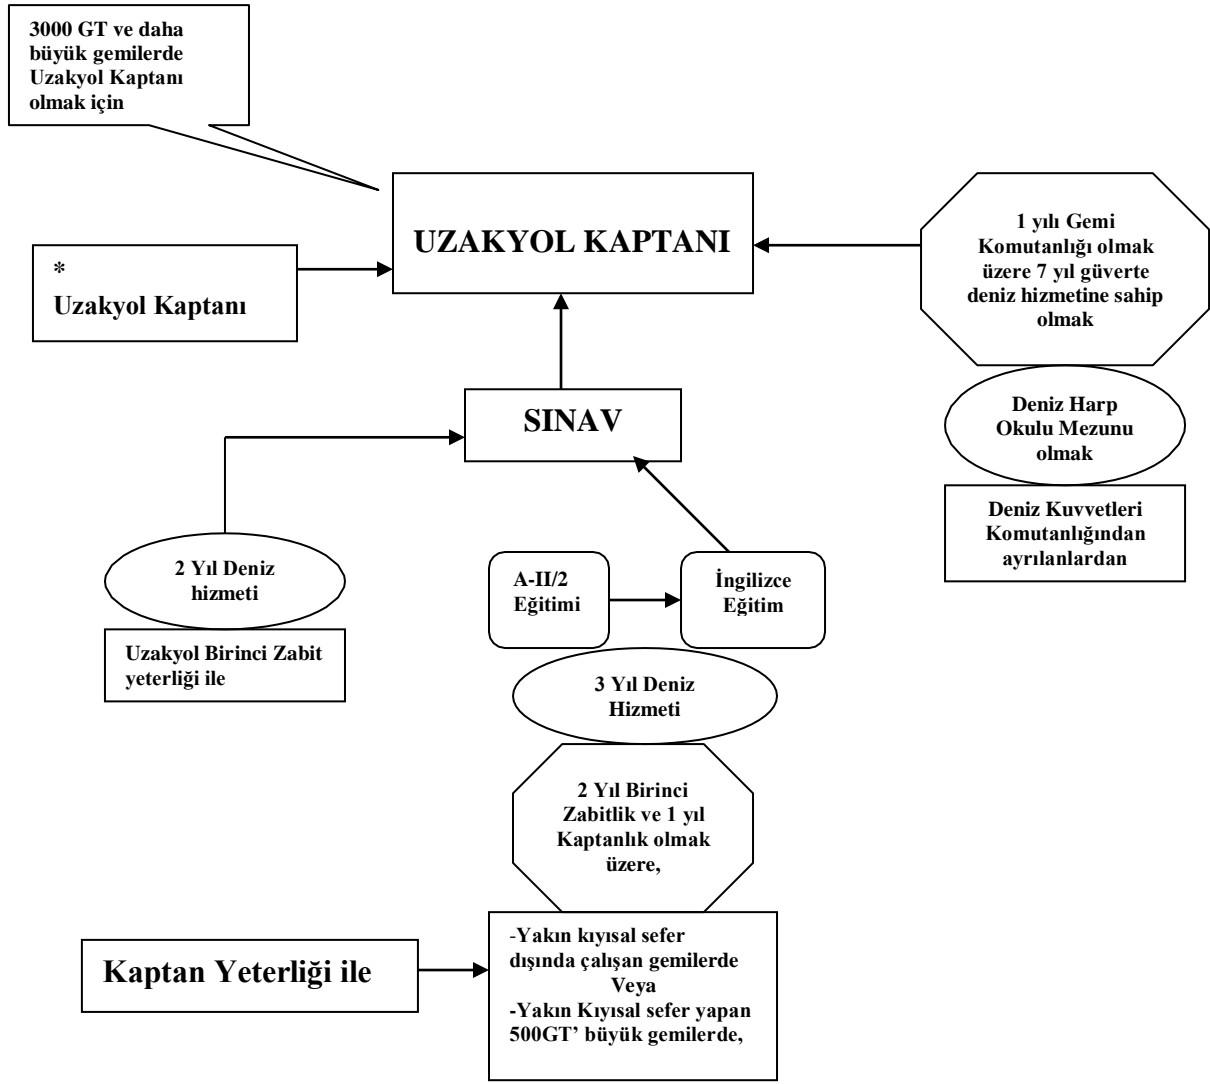 3000 GT ve daha
büyük gemilerde
Uzakyol Kaptanı
olmak için
UZAKYOL KAPTANI
1 yılı Gemi
Komutanlığı olmak
üzere 7 yıl güverte
deniz hizmetine sahip
olmak
*
Uzakyol Kaptanı
SINAV
Deniz Harp
Okulu Mezunu
olmak
Deniz Kuvvetleri
Komutanlığından
ayrılanlardan
2 Yıl Deniz
hizmeti
Uzakyol Birinci Zabit
yeterliği ile
A-II/2
Eğitimi
İngilizce
Eğitim
3 Yıl Deniz
Hizmeti
2 Yıl Birinci
Zabitlik ve 1 yıl
Kaptanlık olmak
üzere,
Kaptan Yeterliği ile
-Yakın kıyısal sefer
dışında çalışan gemilerde
Veya
-Yakın Kıyısal sefer yapan
500GT’ büyük gemilerde,